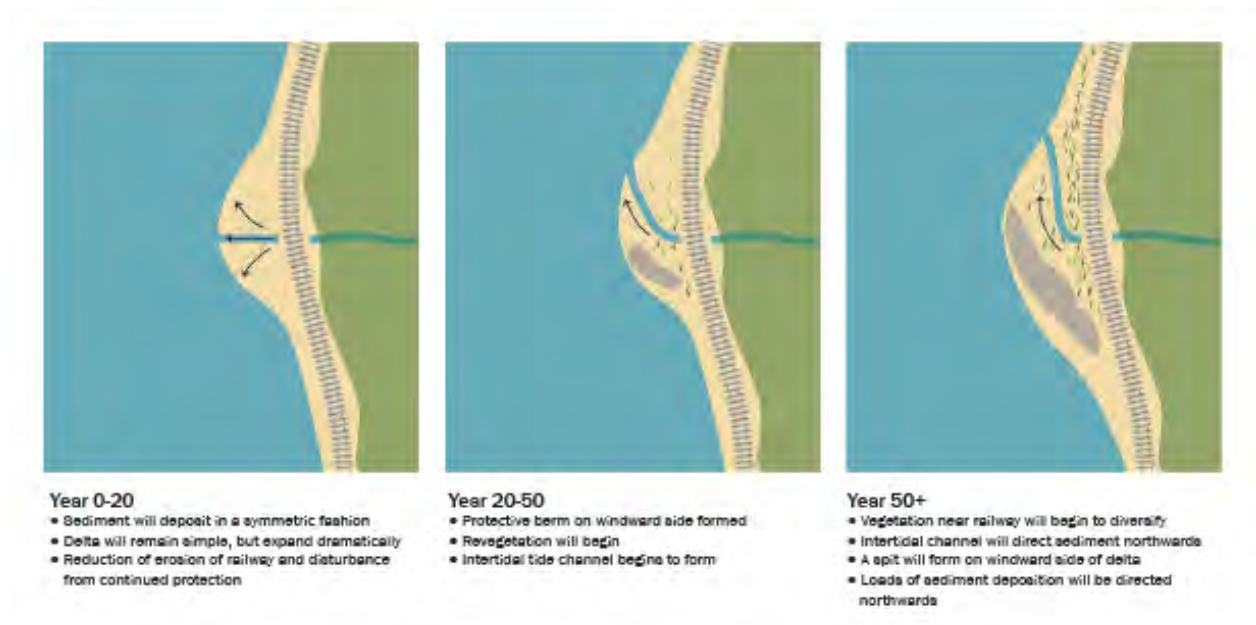 Year 0-20
• Sediment will deposit in a symmetric fashion
• Delta will remain simple, but expand dramatically
• Reduction of erosion of railway and disturbance
from continued protection
Year 20-50
• Protective berm on windward side formed
• Revegetation will begin
• Intertidal tide channel begins to form
Year 50+
• Vegetation near railway will begin to diversify
• Intertidal channel will direct sediment northwards
• A spit will form on windward side of delta
• Loads of sediment deposition will be directed
northwards